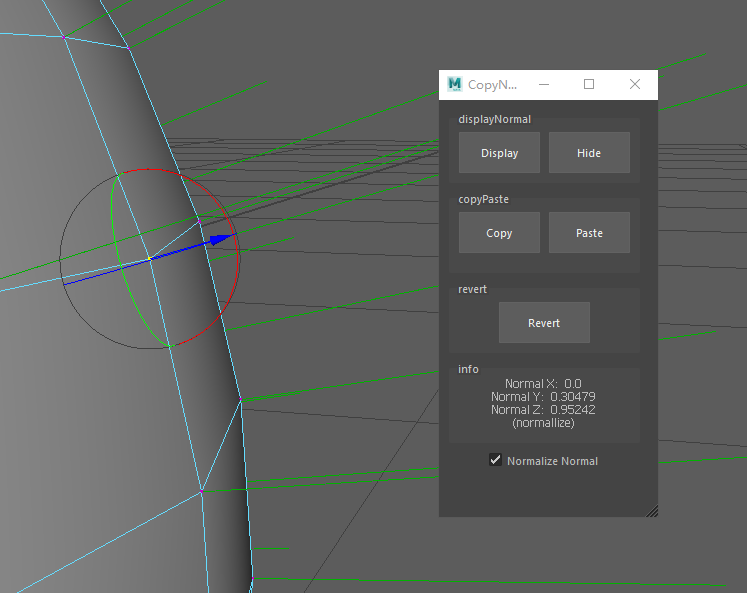 CopyN...
displayNormal
Display Hide
copyPaste
Copy Paste
revert
Revert
info
Normal X: 0.0
Normal Y: 0.30479
Normal Z: 0.95242
(normallize)
Normalize Normal